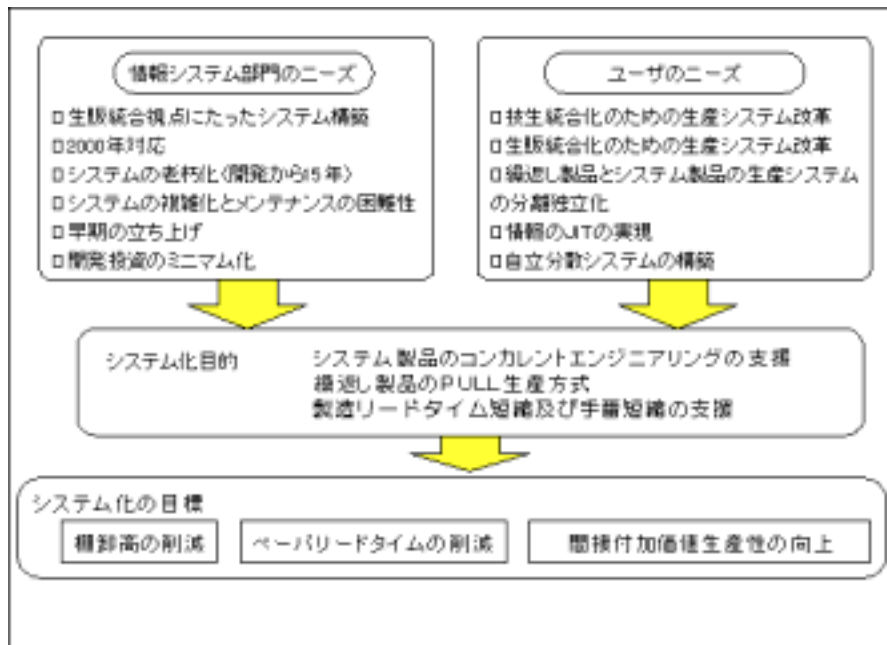 情報システム部門のニーズ
□生販統合視点にたったシステム構築
□2000年対応
□システムの老朽化(開発から15年)
□システムの複雑化とメンテナンスの困難性
□早期の立ち上げ
□開発投資のミニマム化
ユーザのニーズ
□技生統合化のための生産システム改革
□生販統合化のための生産システム改革
□繰返し製品とシステム製品の生産システム
の分離独立化
□情報のJITの実現
□自立分散システムの構築
システム化目的
システム製品のコンカレントエンジニアリングの支援
繰返し製品のPULL生産方式
製造リードタイム短縮及び手番短縮の支援
システム化の目標
棚卸高の削減
ペーパリードタイムの削減
間接付加価値生産性の向上